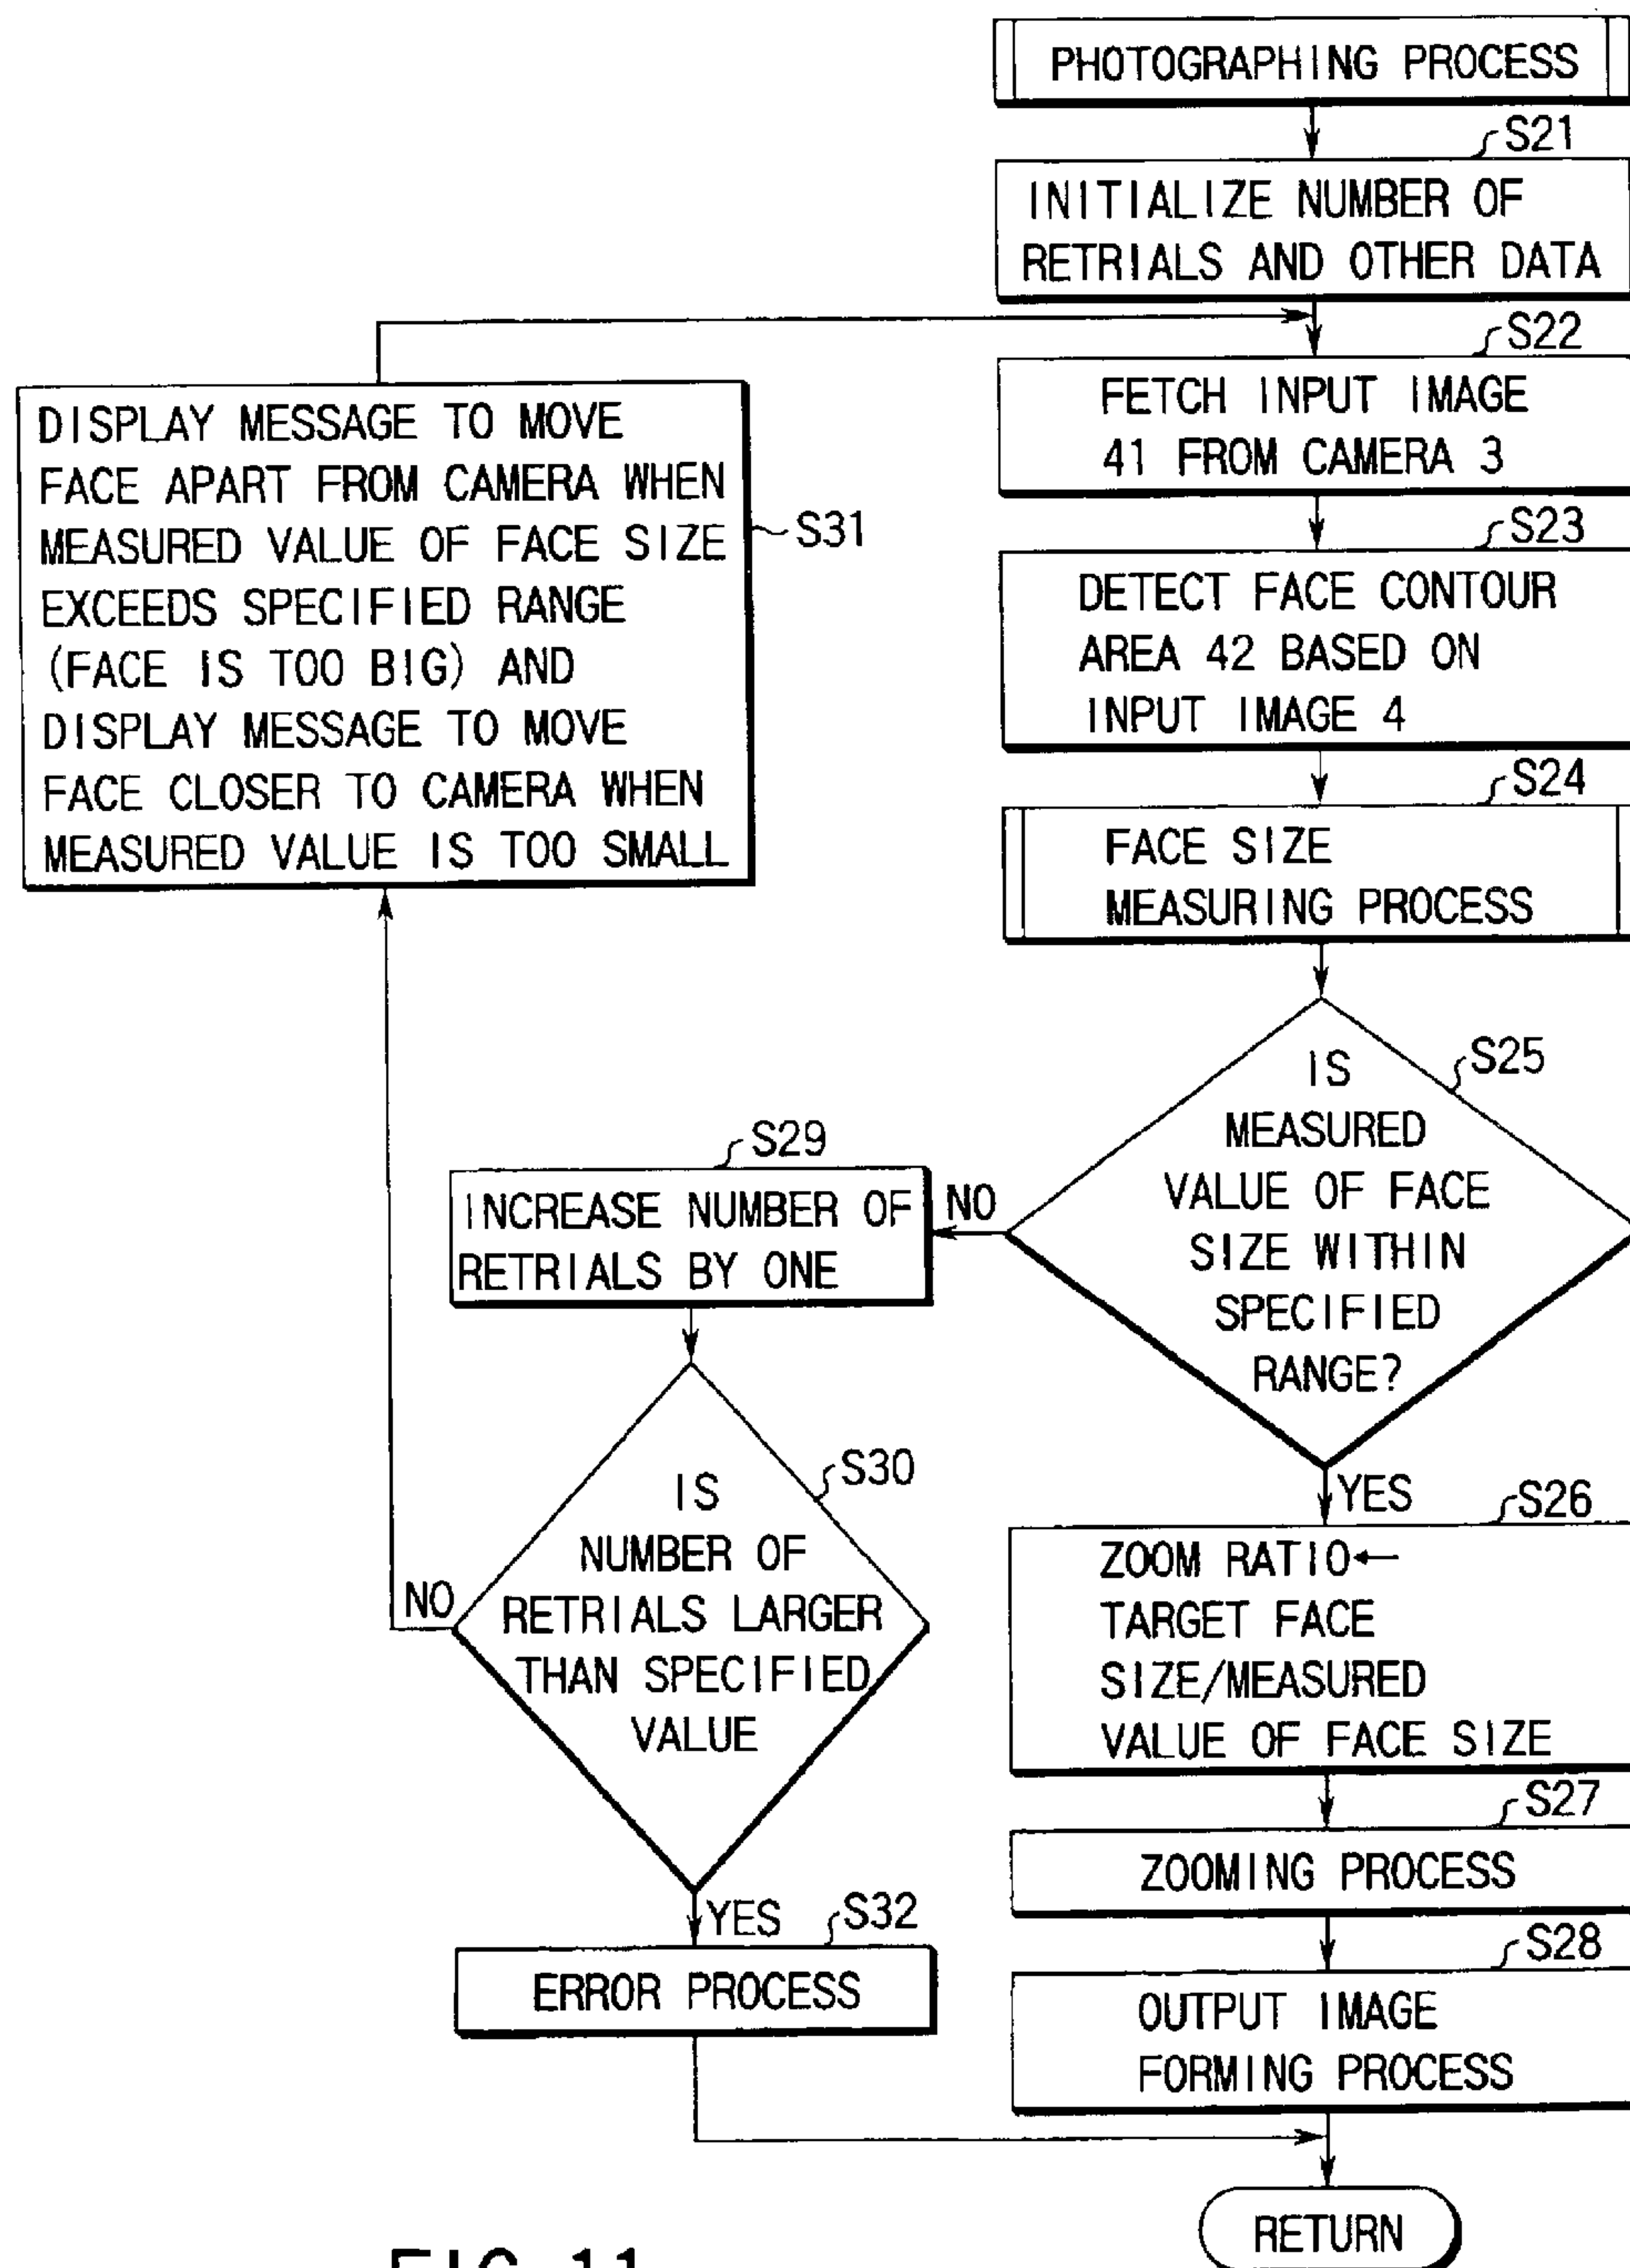 PHOTOGRAPHING PROCESS
S21
INITIALIZE NUMBER OF
RETRIALS AND OTHER DATA
S22
FETCH INPUT IMAGE
41 FROM CAMERA 3
S23
DETECT FACE CONTOUR
AREA 42 BASED ON
INPUT IMAGE 4
S24
FACE SIZE
MEASURING PROCESS
S25
IS
MEASURED
VALUE OF FACE
SIZE WITHIN
SPECIFIED
RANGE?
NO
YES
S26
ZOOM RATIO←
TARGET FACE
SIZE/MEASURED
VALUE OF FACE SIZE
S27
ZOOMING PROCESS
S28
OUTPUT IMAGE
FORMING PROCESS
RETURN
S29
INCREASE NUMBER OF
RETRIALS BY ONE
S30
IS
NUMBER OF
RETRIALS LARGER
THAN SPECIFIED
VALUE
NO
YES
S32
ERROR PROCESS
S31
DISPLAY MESSAGE TO MOVE
FACE APART FROM CAMERA WHEN
MEASURED VALUE OF FACE SIZE
EXCEEDS SPECIFIED RANGE
(FACE IS TOO BIG) AND
DISPLAY MESSAGE TO MOVE
FACE CLOSER TO CAMERA WHEN
MEASURED VALUE IS TOO SMALL
FIG. 11